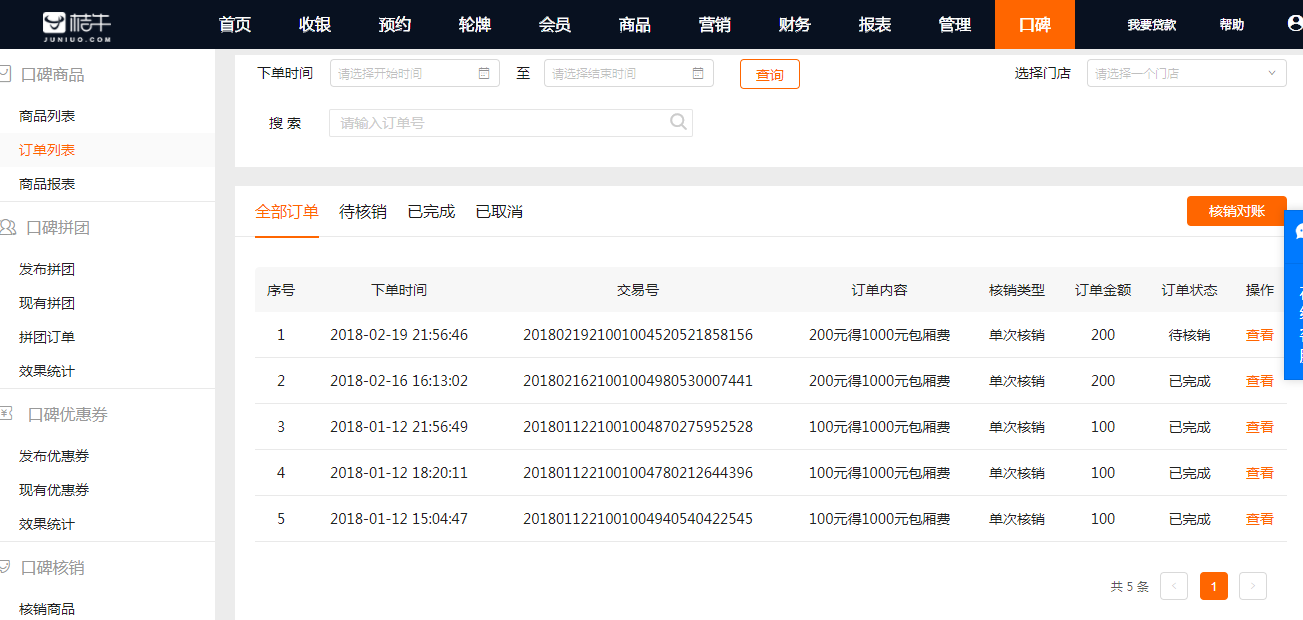 桔牛 首页 收银 预约 轮牌 会员 商品 营销 财务 报表 管理 口碑 我要贷款 帮助
JUNIUO.COM
口碑商品
商品列表
订单列表
商品报表
口碑拼团
发布拼团
现有拼团
拼团订单
效果统计
口碑优惠券
发布优惠券
现有优惠券
效果统计
口碑核销
核销商品
下单时间 请选择开始时间 至 请选择结束时间 查询 选择门店 请选择一个门店
搜 索 请输入订单号
全部订单 待核销 已完成 已取消 核销对账
序号 下单时间 交易号 订单内容 核销类型 订单金额 订单状态 操作
1 2018-02-19 21:56:46 2018021921001004520521858156 200元得1000元包厢费 单次核销 200 待核销 查看
2 2018-02-16 16:13:02 2018021621001004980530007441 200元得1000元包厢费 单次核销 200 已完成 查看
3 2018-01-12 21:56:49 2018011221001004870275952528 100元得1000元包厢费 单次核销 100 已完成 查看
4 2018-01-12 18:20:11 2018011221001004780212644396 100元得1000元包厢费 单次核销 100 已完成 查看
5 2018-01-12 15:04:47 2018011221001004940540422545 100元得1000元包厢费 单次核销 100 已完成 查看
共 5 条 < 1 >